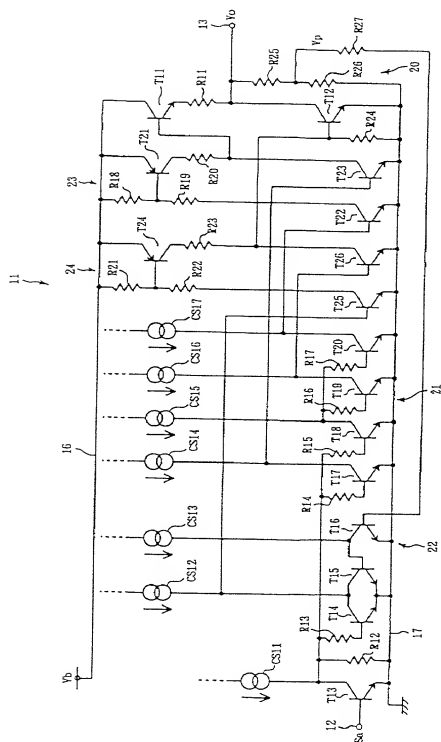 11
Vb
16
24
23
13
Vo
R21
R18
T24
T21
T11
R11
R22
R23
R19
R20
R25
Vp
R26
R27
T12
R24
20
CS11
CS12
CS13
CS14
CS15
CS16
CS17
T25
T26
T22
T23
R13
R14
R15
R16
R17
Sa
12
T13
R12
T14
T15
T16
T17
T18
T19
T20
17
22
21